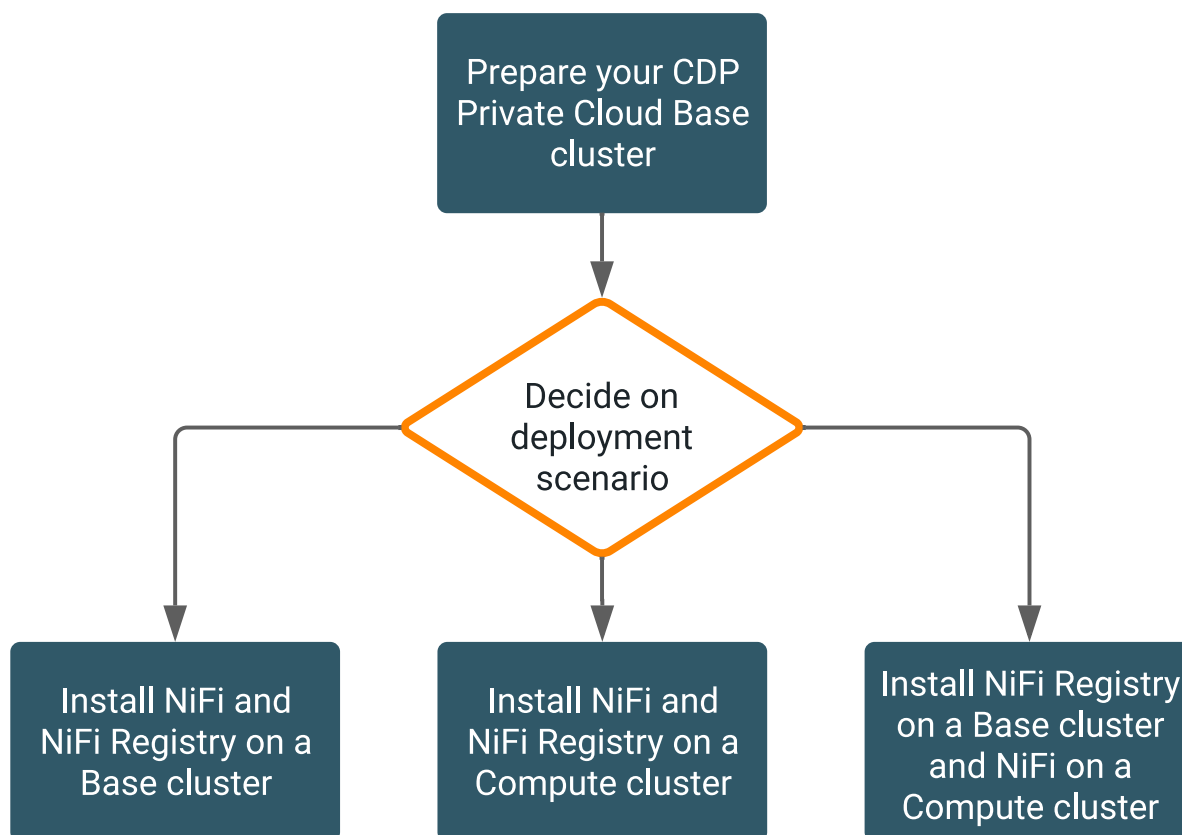 Prepare your CDP
Private Cloud Base
cluster
Decide on
deployment
scenario
Install NiFi and
NiFi Registry on a
Base cluster
Install NiFi and
NiFi Registry on a
Compute cluster
Install NiFi Registry
on a Base cluster
and NiFi on a
Compute cluster